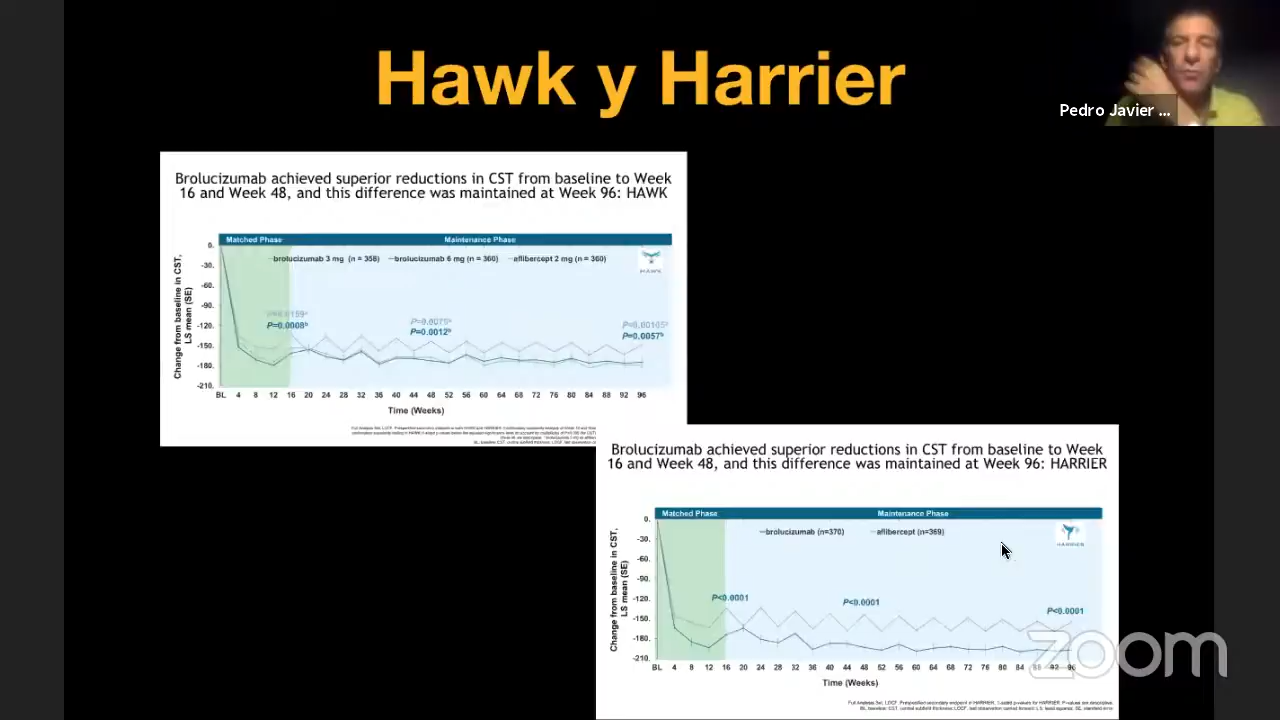 Hawk y Harrier
Pedro Javier ...
Brolucizumab achieved superior reductions in CST from baseline to Week
16 and Week 48, and this difference was maintained at Week 96: HAWK
Matched Phase
Maintenance Phase
brolucizumab 3 mg (n = 358)
brolucizumab 6 mg (n = 360)
aflibercept 2 mg (n = 360)
HAWK
Change from baseline in CST,
LS mean (SE)
0.
-30.
-60.
-90.
-120.
-150.
-180.
-210.
P=0.0008b
P=0.0012b
P=0.0057b
BL 4 8 12 16 20 24 28 32 36 40 44 48 52 56 60 64 68 72 76 80 84 88 92 96
Time (Weeks)
Brolucizumab achieved superior reductions in CST from baseline to Week
16 and Week 48, and this difference was maintained at Week 96: HARRIER
Matched Phase
Maintenance Phase
brolucizumab (n=370)
aflibercept (n=369)
HARRIER
Change from baseline in CST,
LS mean (SE)
0.
-30.
-60.
-90.
-120.
-150.
-180.
-210.
P<0.0001
P<0.0001
P<0.0001
BL 4 8 12 16 20 24 28 32 36 40 44 48 52 56 60 64 68 72 76 80 84 88 92 96
Time (Weeks)
zoom